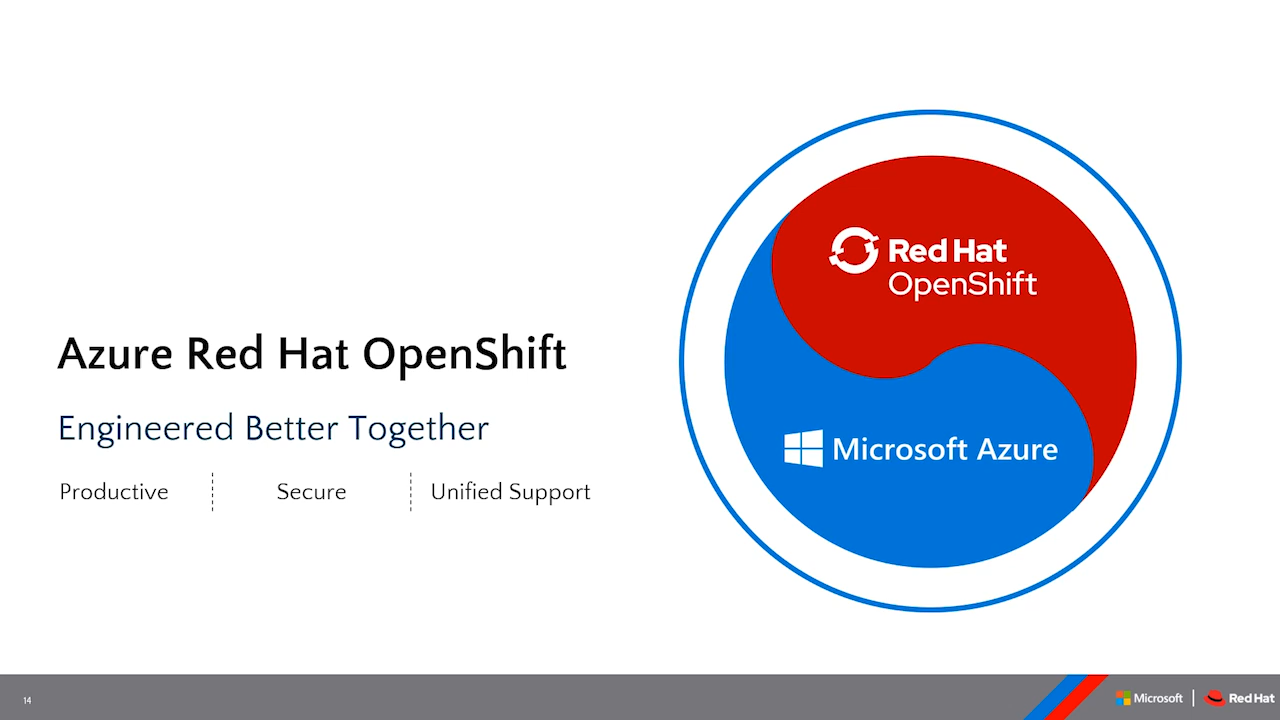 Azure Red Hat OpenShift
Engineered Better Together
Productive
Secure
Unified Support
Red Hat
OpenShift
Microsoft Azure
14
Microsoft
Red Hat